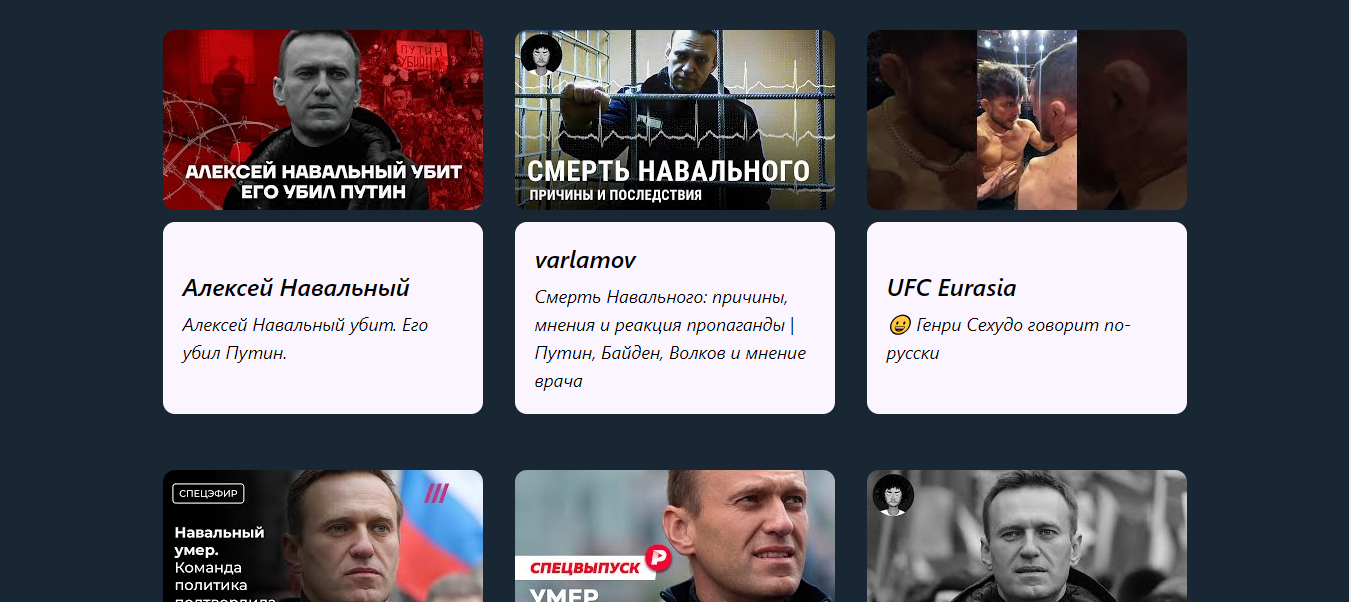 ПУТИН
УБИЙЦА
АЛЕКСЕЙ НАВАЛЬНЫЙ УБИТ
ЕГО УБИЛ ПУТИН
СМЕРТЬ НАВАЛЬНОГО
ПРИЧИНЫ И ПОСЛЕДСТВИЯ
Алексей Навальный
Алексей Навальный убит. Его
убил Путин.
varlamov
Смерть Навального: причины,
мнения и реакция пропаганды |
Путин, Байден, Волков и мнение
врача
UFC Eurasia
😀 Генри Сехудо говорит по-
русски
СПЕЦЭФИР
Навальный
умер.
Команда
политика
подтвердила
СПЕЦВЫПУСК
УМЕР